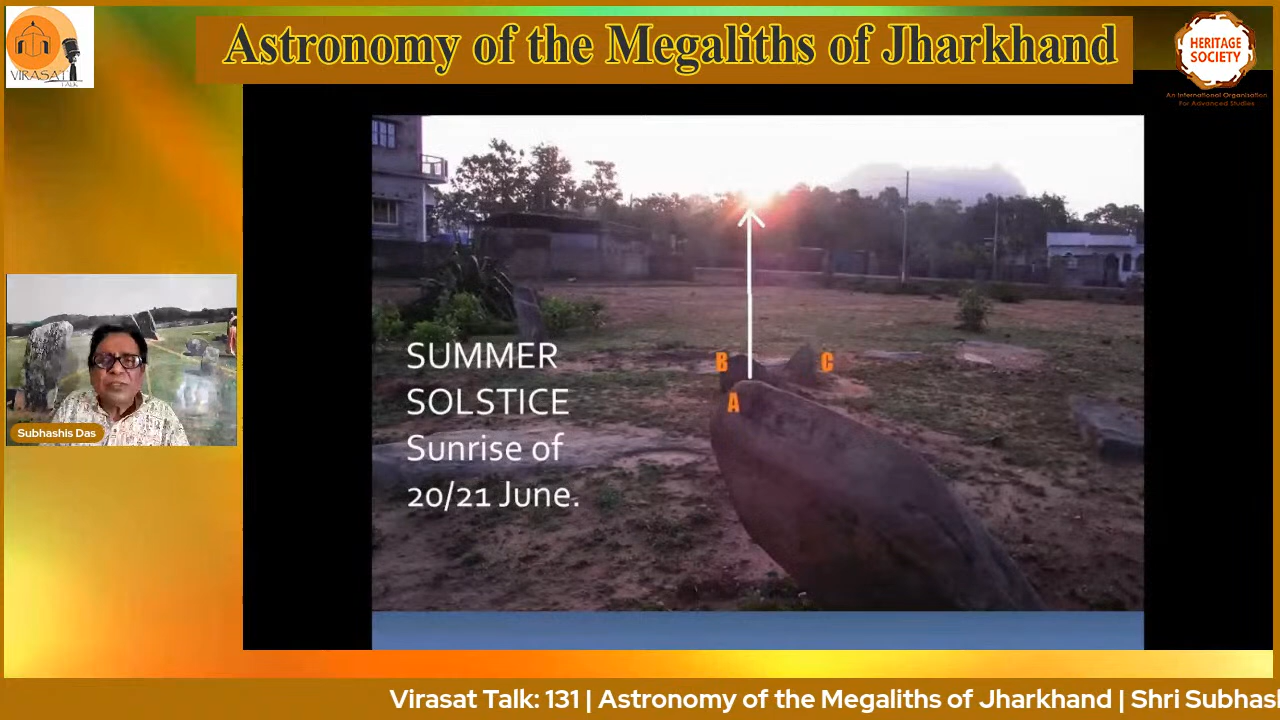 Astronomy of the Megaliths of Jharkhand
VIRASAT
TALK
HERITAGE
SOCIETY
An International Organisation
For Advanced Studies
B
C
A
SUMMER
SOLSTICE
Sunrise of
20/21 June.
Subhashis Das
Virasat Talk: 131 | Astronomy of the Megaliths of Jharkhand | Shri Subhash